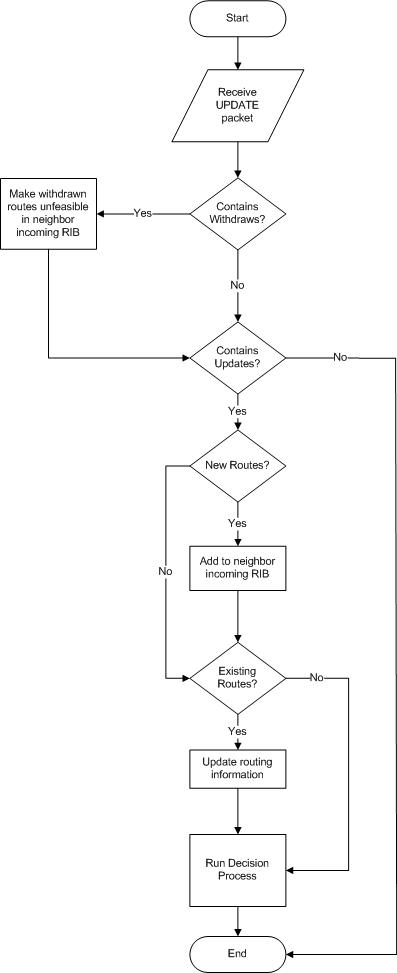 Start
Receive
UPDATE
packet
Contains
Withdraws?
Yes
Make withdrawn
routes unfeasible
in neighbor
incoming RIB
No
Contains
Updates?
No
Yes
New Routes?
Yes
No
Add to neighbor
incoming RIB
Existing
Routes?
No
Yes
Update routing
information
Run Decision
Process
End